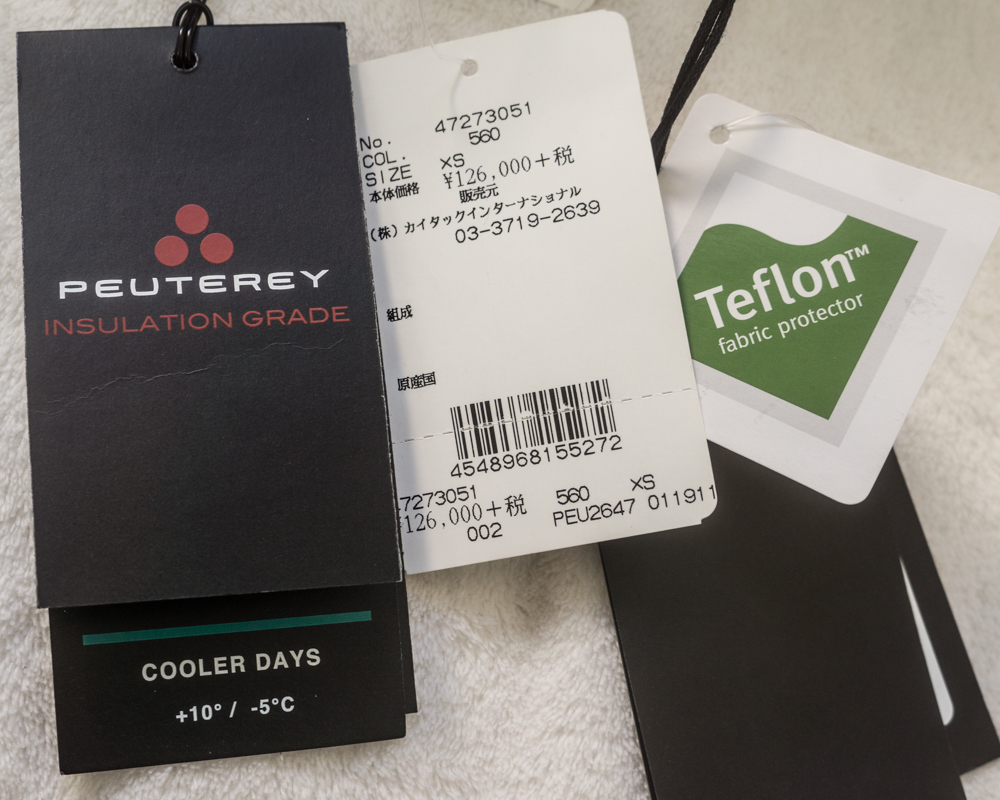 PEUTEREY
INSULATION GRADE
COOLER DAYS
+10° / -5°C
No. 47273051
COL. 560
SIZE XS
本体価格 ¥126,000+税
販売元
(株) カイタックインターナショナル
03-3719-2639
組成
原産国
4548968155272
7273051 560 XS
126,000+税 PEU2647 011911
002
Teflon™
fabric protector